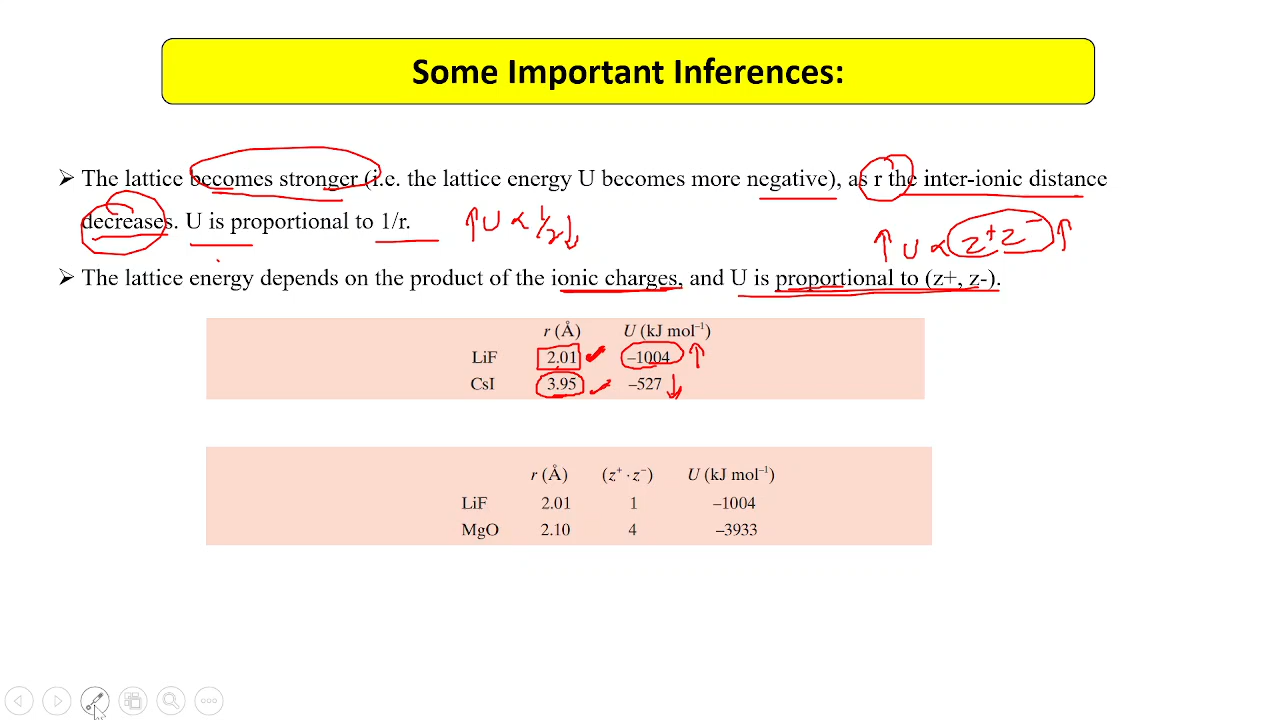 Some Important Inferences:
➢ The lattice becomes stronger (i.e. the lattice energy U becomes more negative), as r the inter-ionic distance
decreases. U is proportional to 1/r.
↑ U ∝ 1/r ↓
↑ U ∝ z⁺z⁻ ↑
➢ The lattice energy depends on the product of the ionic charges, and U is proportional to (z+, z-).
r (Å) U (kJ mol⁻¹)
LiF 2.01 ✓ –1004 ↑
CsI 3.95 ✓ –527 ↓
r (Å) (z⁺ · z⁻) U (kJ mol⁻¹)
LiF 2.01 1 –1004
MgO 2.10 4 –3933